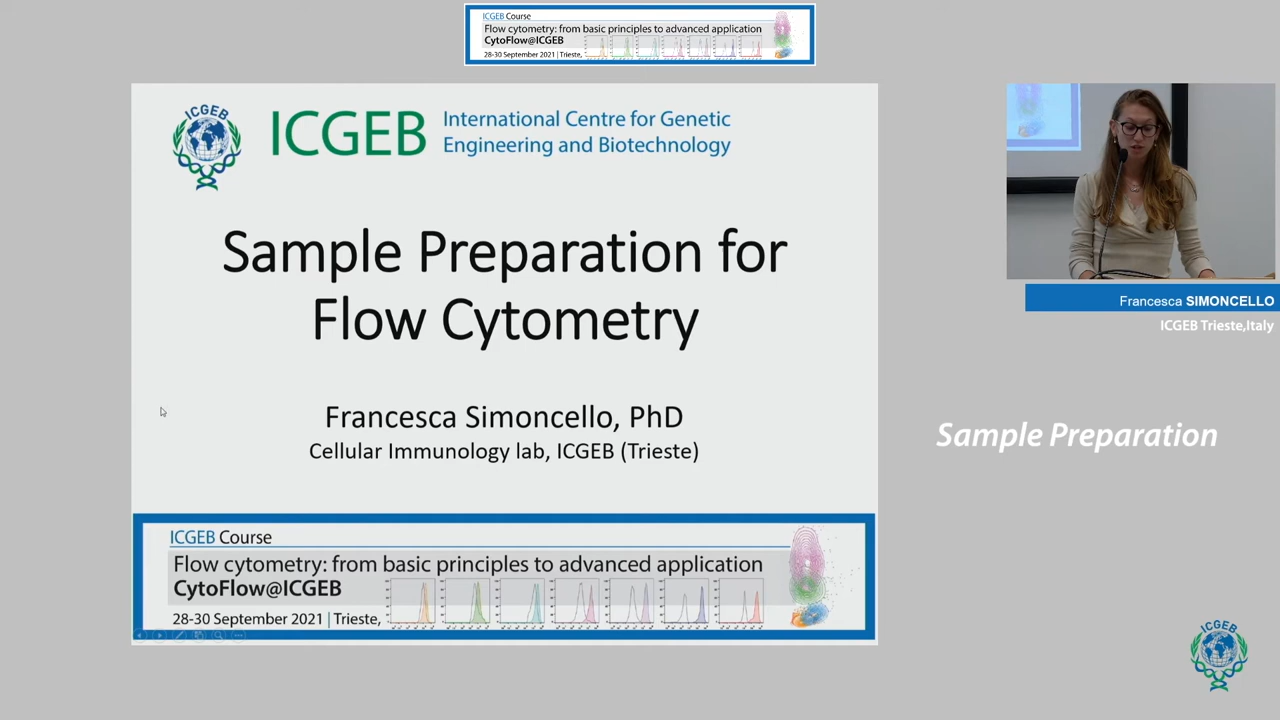 ICGEB Course
Flow cytometry: from basic principles to advanced application
CytoFlow@ICGEB
28-30 September 2021 | Trieste,
ICGEB
ICGEB
International Centre for Genetic
Engineering and Biotechnology
Sample Preparation for
Flow Cytometry
Francesca Simoncello, PhD
Cellular Immunology lab, ICGEB (Trieste)
ICGEB Course
Flow cytometry: from basic principles to advanced application
CytoFlow@ICGEB
28-30 September 2021 | Trieste,
Francesca SIMONCELLO
ICGEB Trieste,Italy
Sample Preparation
ICGEB